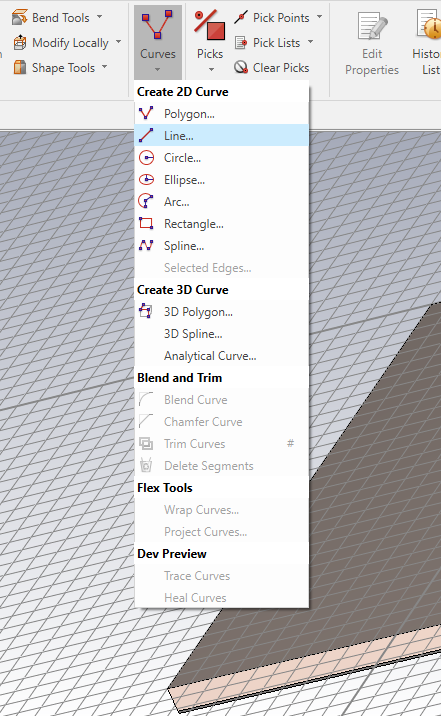 Bend Tools
Modify Locally
Shape Tools
Curves
Picks
Pick Points
Pick Lists
Clear Picks
Edit
Properties
Histo
List
Create 2D Curve
Polygon...
Line...
Circle...
Ellipse...
Arc...
Rectangle...
Spline...
Selected Edges...
Create 3D Curve
3D Polygon...
3D Spline...
Analytical Curve...
Blend and Trim
Blend Curve
Chamfer Curve
Trim Curves #
Delete Segments
Flex Tools
Wrap Curves...
Project Curves...
Dev Preview
Trace Curves
Heal Curves